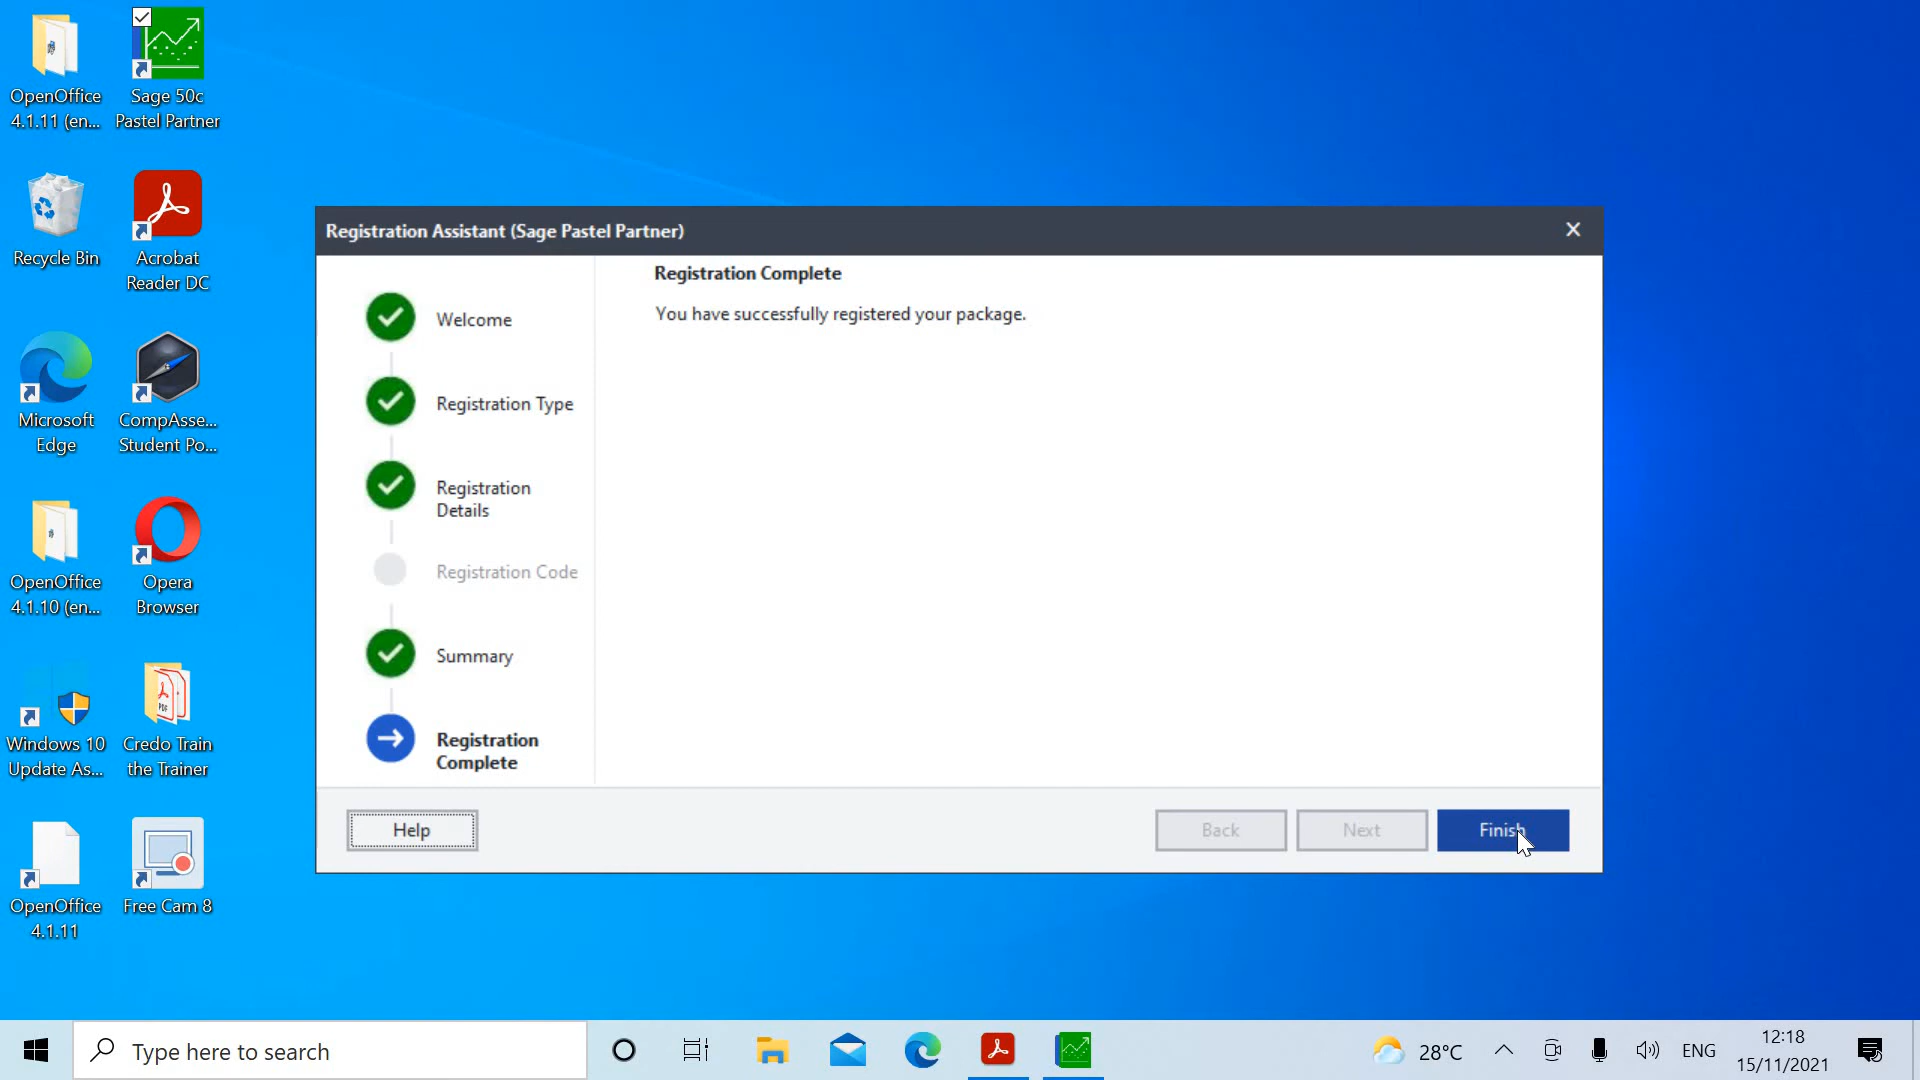 OpenOffice
4.1.11 (en...
Sage 50c
Pastel Partner
Recycle Bin
Acrobat
Reader DC
Microsoft
Edge
CompAsse...
Student Po...
OpenOffice
4.1.10 (en...
Opera
Browser
Windows 10
Update As...
Credo Train
the Trainer
OpenOffice
4.1.11
Free Cam 8
PDF
Registration Assistant (Sage Pastel Partner)
Welcome
Registration Type
Registration
Details
Registration Code
Summary
Registration
Complete
Registration Complete
You have successfully registered your package.
Help
Back
Next
Finish
Type here to search
28°C
ENG
12:18
15/11/2021